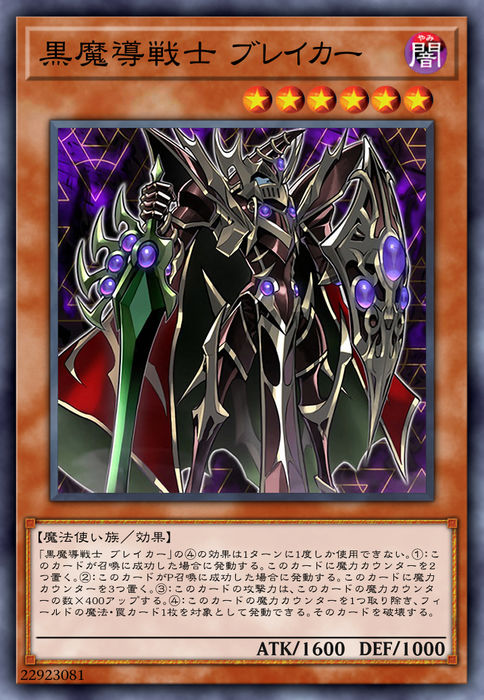 黒魔導戦士 ブレイカー
やみ
闇
【魔法使い族／効果】
「黒魔導戦士 ブレイカー」の④の効果は1ターンに1度しか使用できない。①:こ
のカードが召喚に成功した場合に発動する。このカードに魔力カウンターを2
つ置く。②:このカードがP召喚に成功した場合に発動する。このカードに魔力
カウンターを3つ置く。③:このカードの攻撃力は、このカードの魔力カウンター
の数×400アップする。④:このカードの魔力カウンターを1つ取り除き、フィ
ールドの魔法・罠カード1枚を対象として発動できる。そのカードを破壊する。
ATK/1600 DEF/1000
22923081